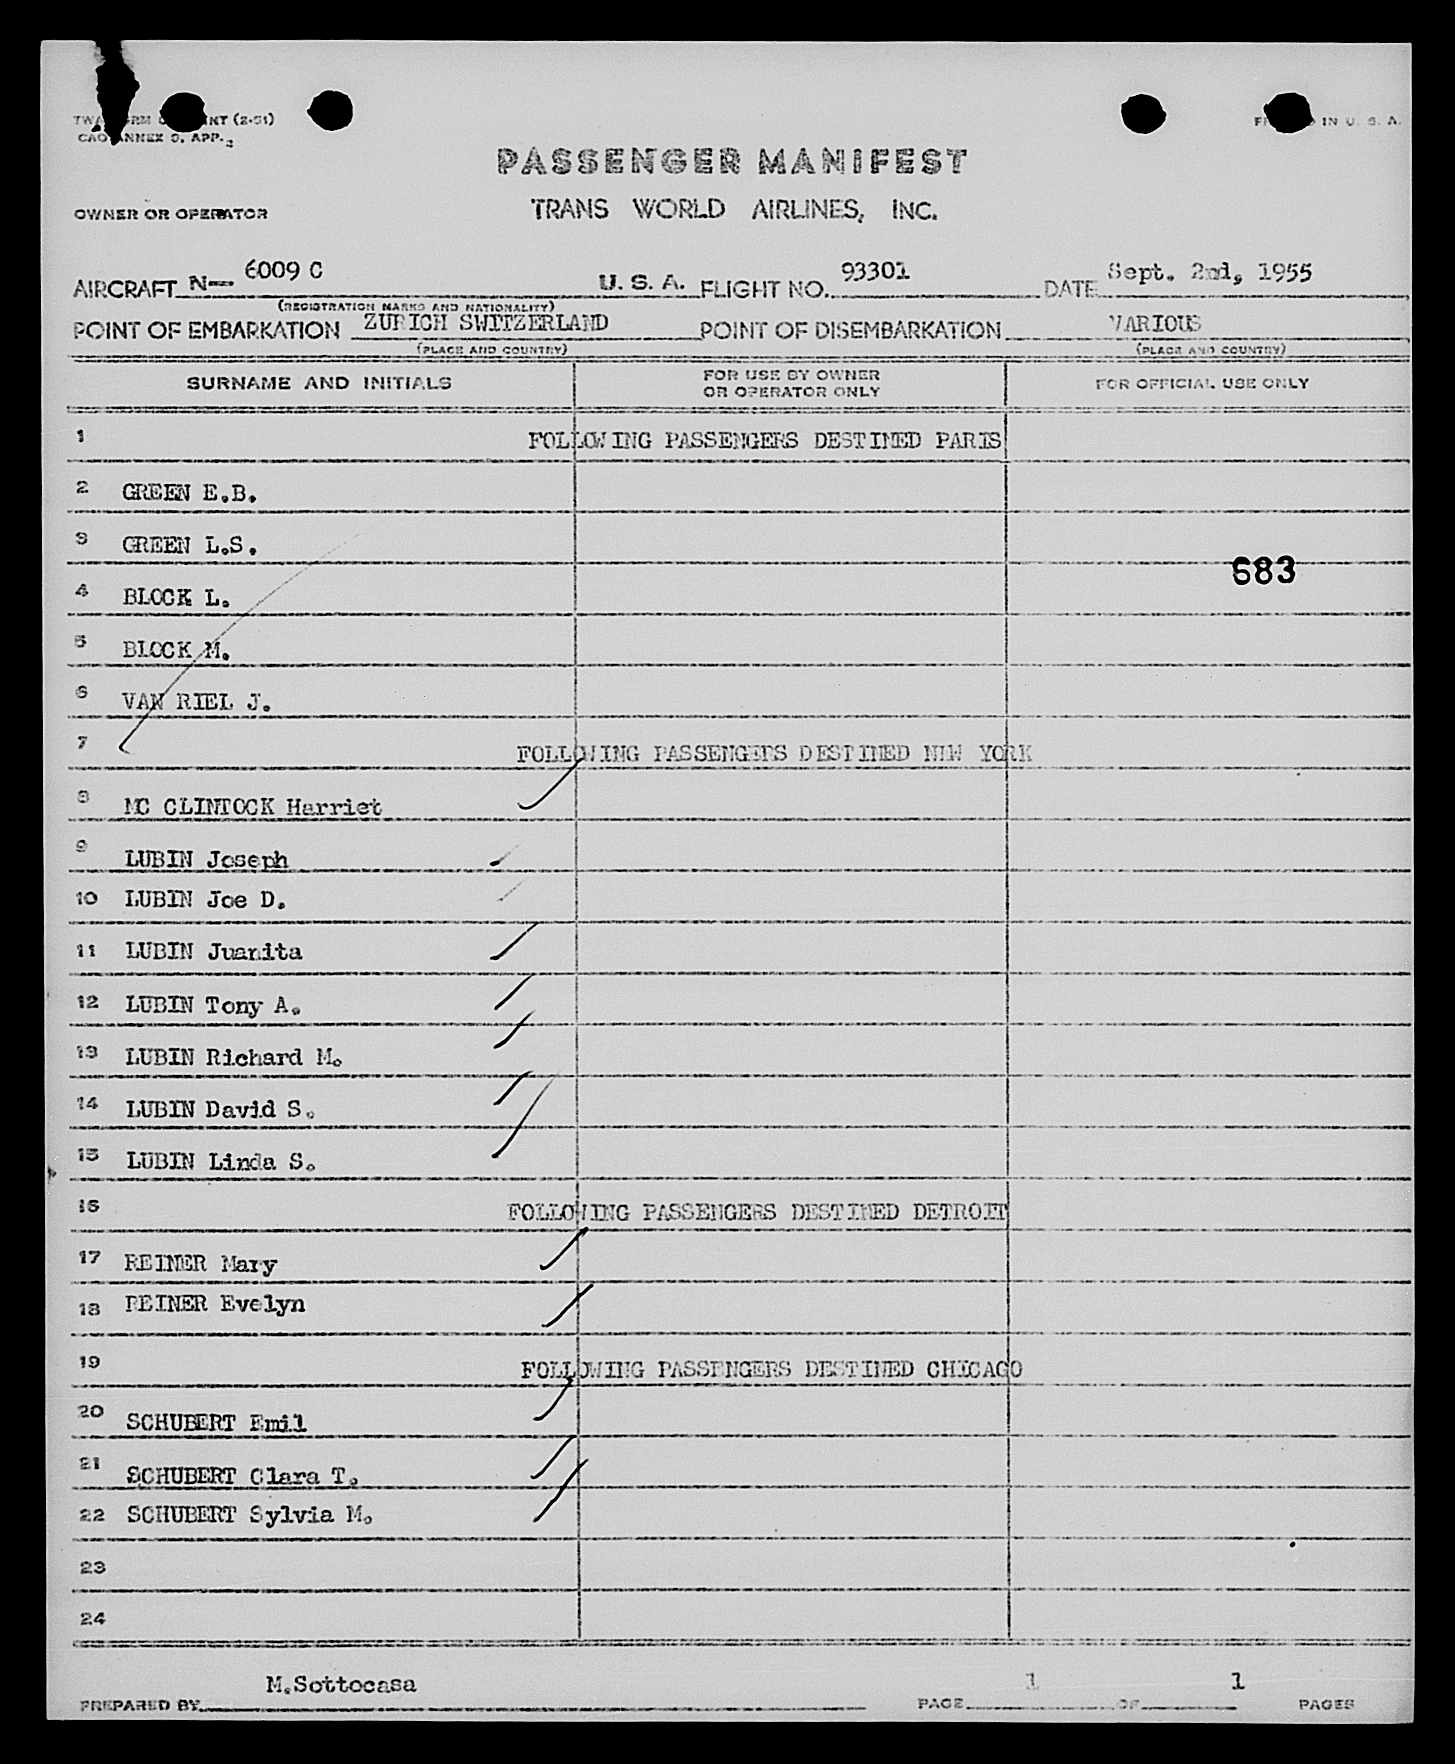 PASSENGER MANIFEST
OWNER OR OPERATOR TRANS WORLD AIRLINES, INC.
AIRCRAFT N— 6009 C U. S. A. FLIGHT NO. 93301 DATE Sept. 2nd, 1955
(REGISTRATION MARKS AND NATIONALITY)
POINT OF EMBARKATION ZURICH SWITZERLAND POINT OF DISEMBARKATION VARIOUS
(PLACE AND COUNTRY) (PLACE AND COUNTRY)
SURNAME AND INITIALS FOR USE BY OWNER OR OPERATOR ONLY FOR OFFICIAL USE ONLY
1 FOLLOWING PASSENGERS DESTINED PARIS
2 GREEN E.B.
3 GREEN L.S.
683
4 BLOCK L.
5 BLOCK M.
6 VAN RIEL J.
7 FOLLOWING PASSENGERS DESTINED NEW YORK
8 MC CLINTOCK Harriet
9 LUBIN Joseph
10 LUBIN Joe D.
11 LUBIN Juanita
12 LUBIN Tony A.
13 LUBIN Richard M.
14 LUBIN David S.
15 LUBIN Linda S.
16 FOLLOWING PASSENGERS DESTINED DETROIT
17 REINER Mary
18 REINER Evelyn
19 FOLLOWING PASSENGERS DESTINED CHICAGO
20 SCHUBERT Emil
21 SCHUBERT Clara T.
22 SCHUBERT Sylvia M.
23
24
PREPARED BY M.Sottocasa PAGE 1 OF 1 PAGES